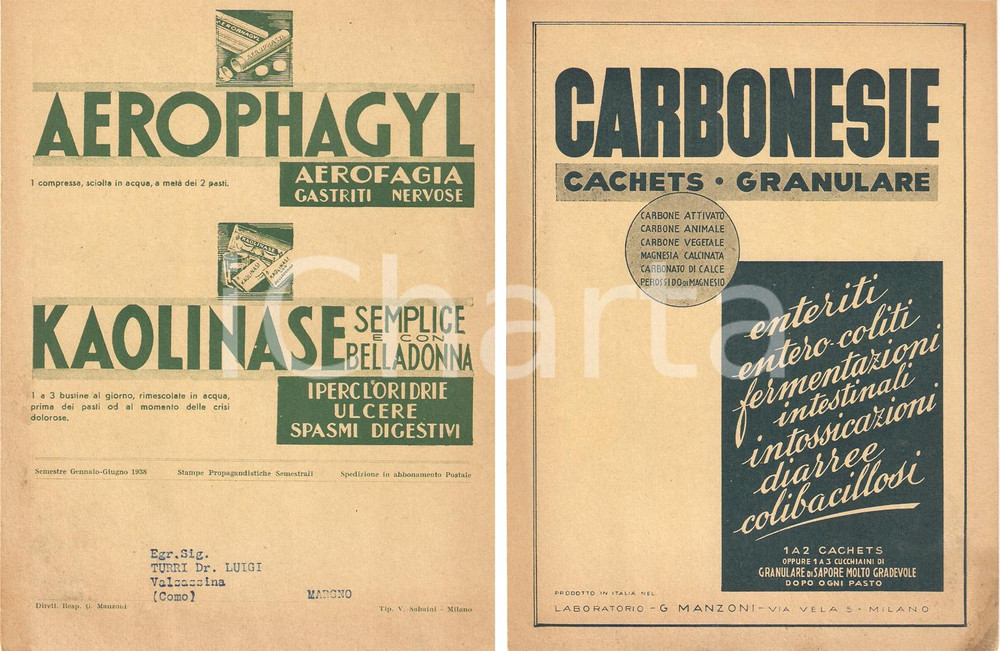 AEROPHAGYL
AEROFAGIA
GASTRITI NERVOSE
1 compressa, sciolta in acqua, a metà dei 2 pasti.
KAOLINASE
SEMPLICE
E CON
BELLADONNA
IPERCLORIDRIE
ULCERE
SPASMI DIGESTIVI
1 a 3 bustine al giorno, rimescolate in acqua,
prima dei pasti od al momento delle crisi
dolorose.
Semestre Gennaio-Giugno 1938 Stampe Propagandistiche Semestrali Spedizione in abbonamento Postale
Egr.Sig.
TURRI Dr. LUIGI
Valsassina
(Como) MARGNO
Dirett. Resp. G. Manzoni Tip. V. Sabaini - Milano
CARBONESIE
CACHETS • GRANULARE
CARBONE ATTIVATO
CARBONE ANIMALE
CARBONE VEGETALE
MAGNESIA CALCINATA
CARBONATO DI CALCE
PEROSSIDO DI MAGNESIO
enteriti
entero-coliti
fermentazioni
intestinali
intossicazioni
diarree
colibacillosi
1 A 2 CACHETS
OPPURE 1 A 3 CUCCHIAINI DI
GRANULARE DI SAPORE MOLTO GRADEVOLE
DOPO OGNI PASTO
PRODOTTO IN ITALIA NEL
LABORATORIO - G MANZONI - VIA VELA 5 - MILANO
iCharta